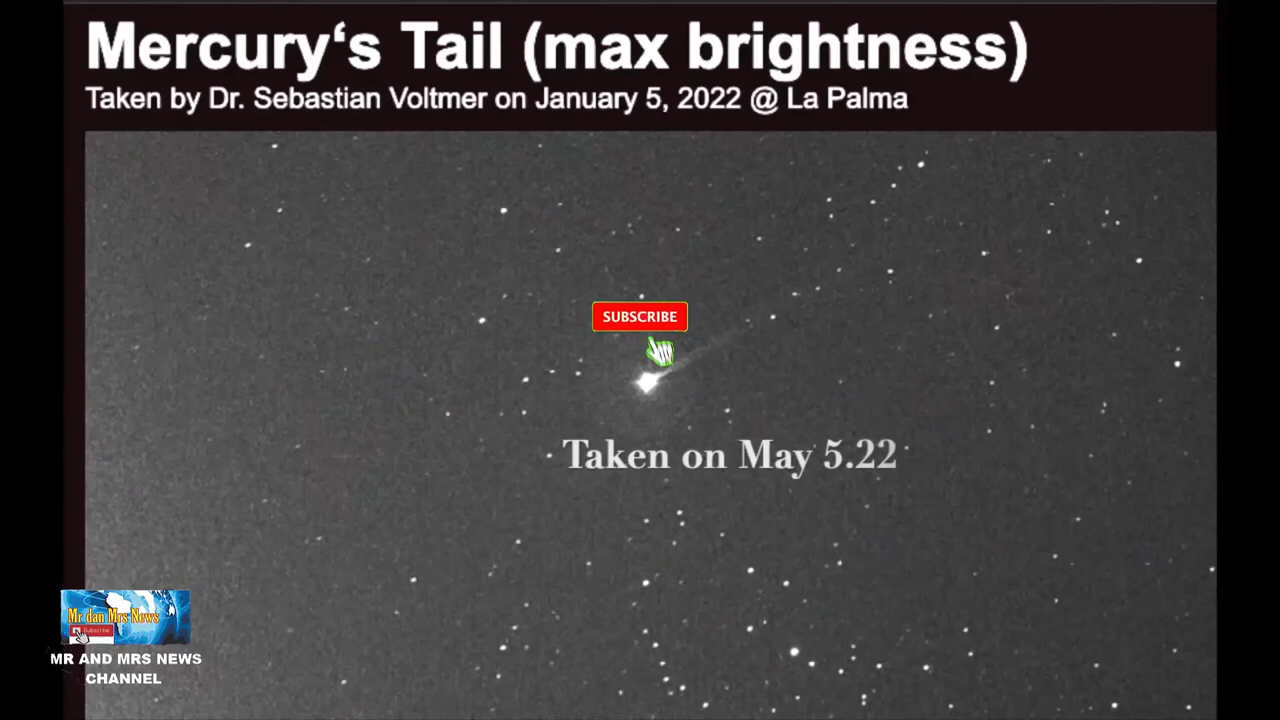 Mercury‘s Tail (max brightness)
Taken by Dr. Sebastian Voltmer on January 5, 2022 @ La Palma
SUBSCRIBE
Taken on May 5.22
Mr dan Mrs News
Subscribe
MR AND MRS NEWS
CHANNEL